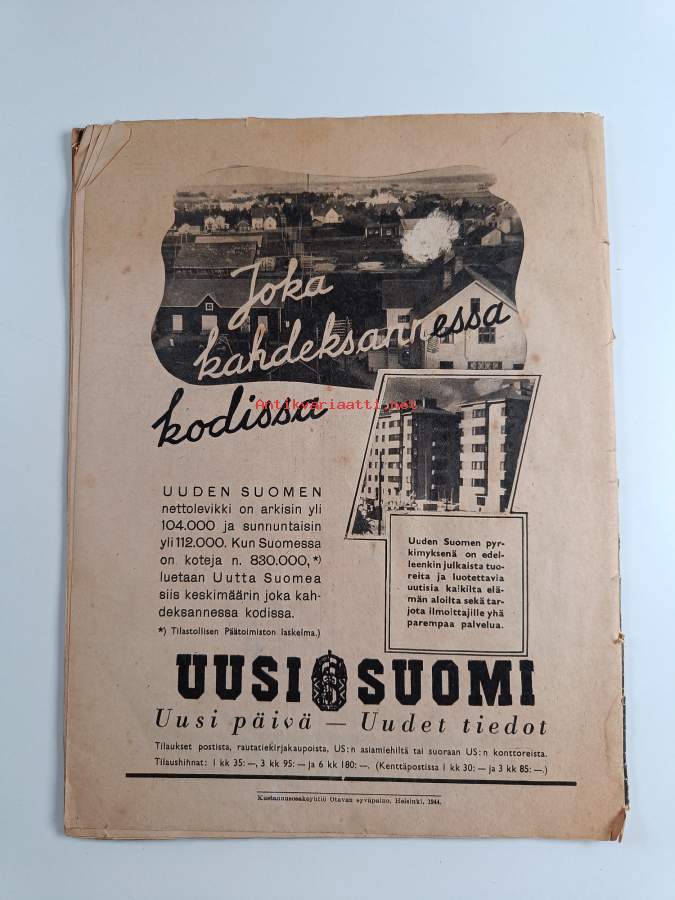 Joka
kahdeksannessa
kodissa
Antikvariaatti.net
UUDEN SUOMEN
nettolevikki on arkisin yli
104.000 ja sunnuntaisin
yli 112.000. Kun Suomessa
on koteja n. 830.000,*)
luetaan Uutta Suomea
siis keskimäärin joka kah-
deksannessa kodissa.
*) Tilastollisen Päätoimiston laskelma.)
Uuden Suomen pyr-
kimyksenä on edel-
leenkin julkaista tuo-
reita ja luotettavia
uutisia kaikilta elä-
män aloilta sekä tar-
jota ilmoittajille yhä
parempaa palvelua.
UUSI SUOMI
Uusi päivä — Uudet tiedot
Tilaukset postista, rautatiekirjakaupoista, US:n asiamiehiltä tai suoraan US:n konttoreista.
Tilaushinnat: 1 kk 35:—, 3 kk 95:— ja 6 kk 180:—. (Kenttäpostissa 1 kk 30:— ja 3 kk 85:—.)
Kustannusosakeyhtiö Otavan syväpaino, Helsinki, 1944.